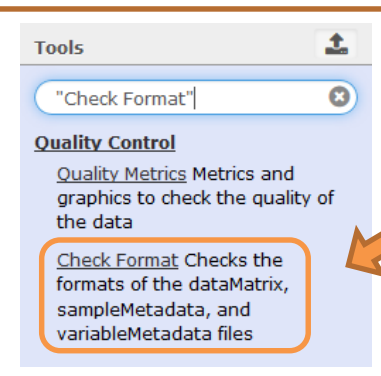 Tools
"Check Format"
Quality Control
Quality Metrics Metrics and
graphics to check the quality of
the data
Check Format Checks the
formats of the dataMatrix,
sampleMetadata, and
variableMetadata files